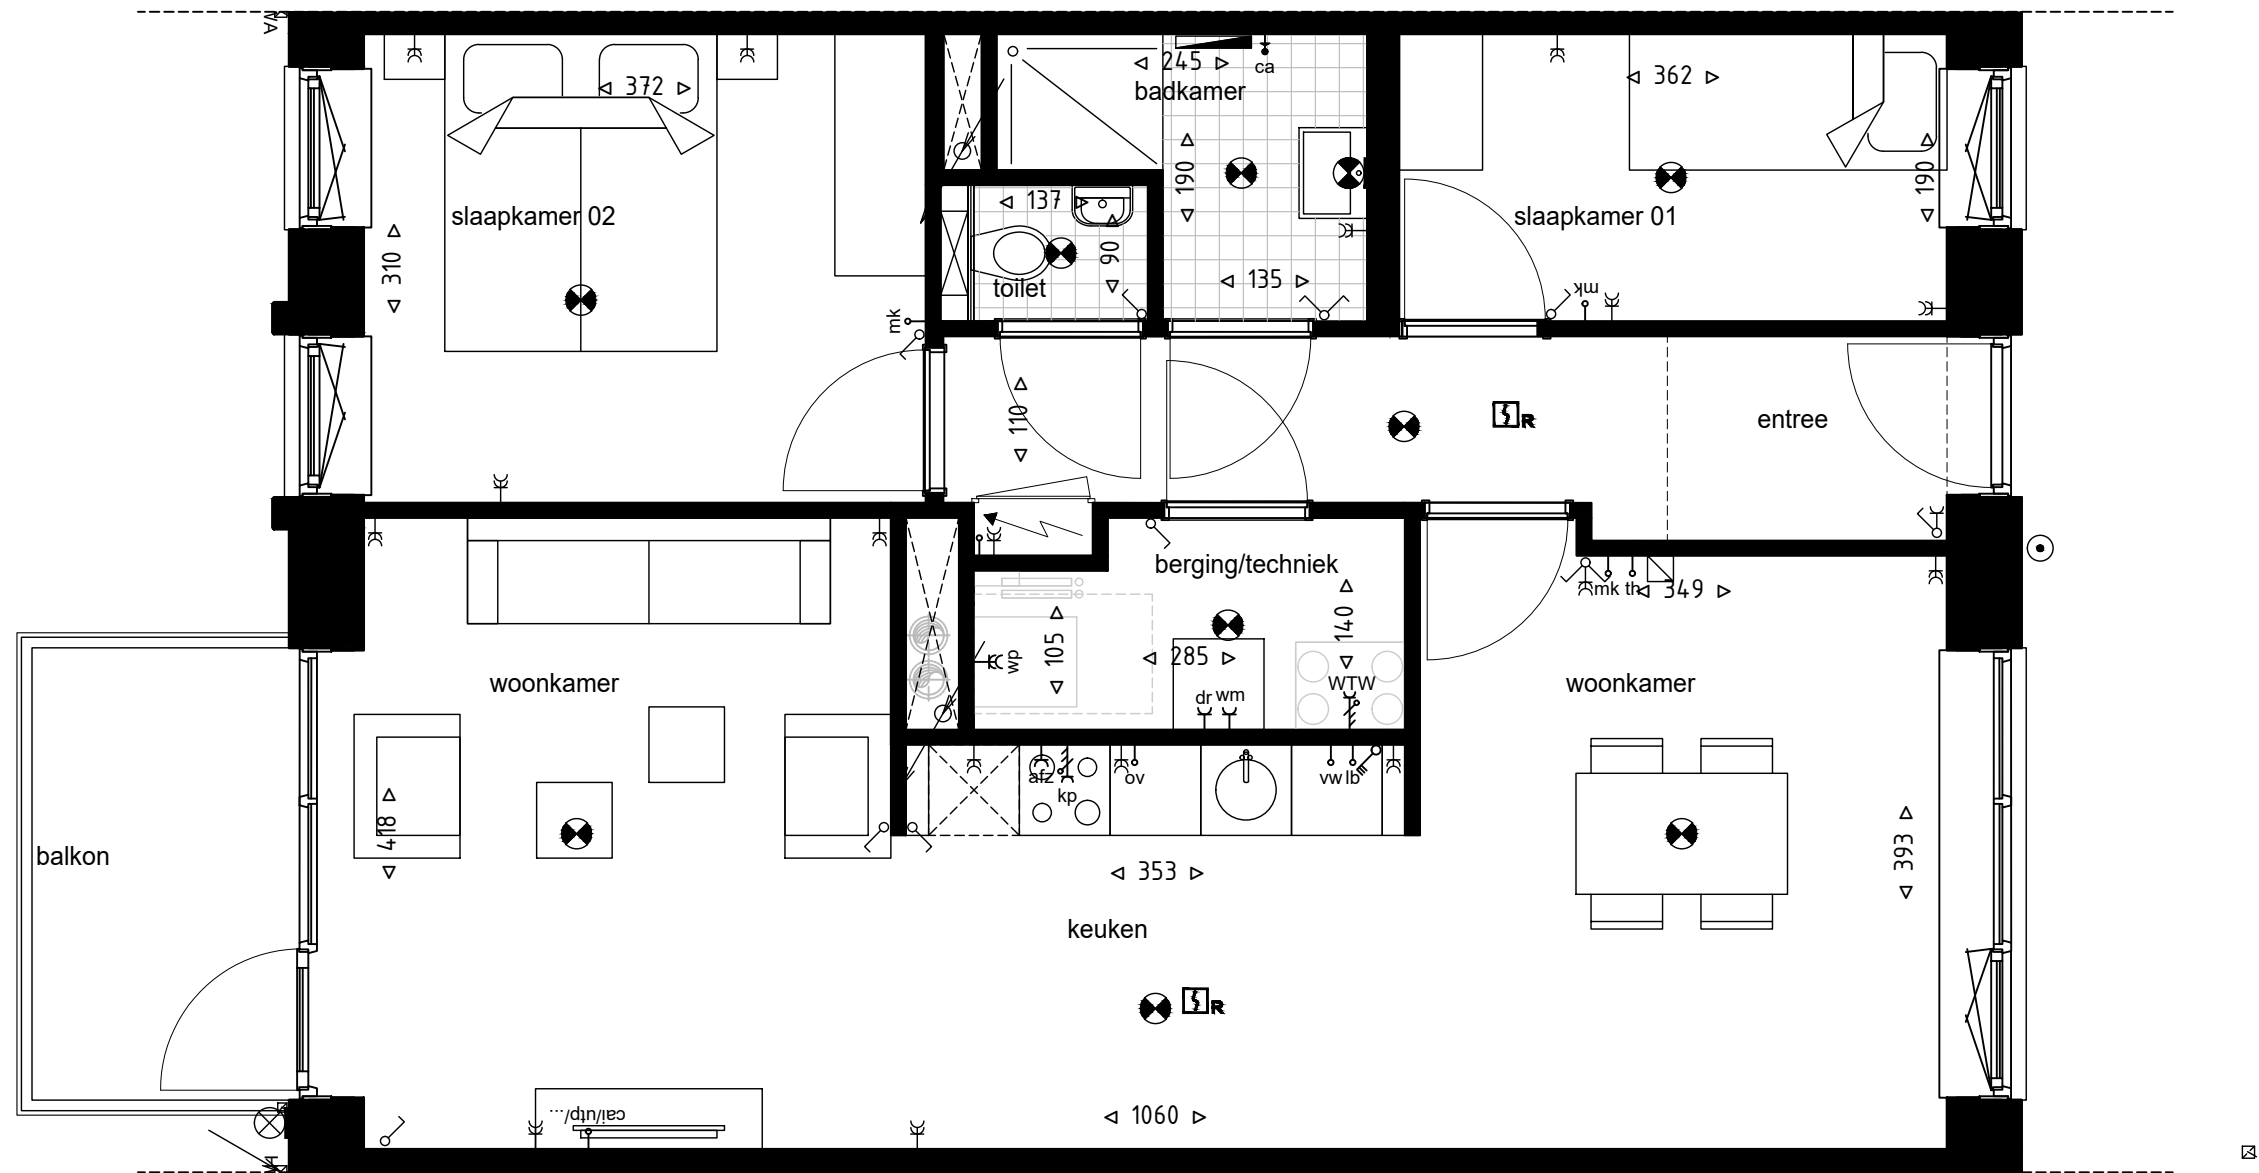 VA
372
245
ca
badkamer
362
190
190
137
slaapkamer 02
slaapkamer 01
310
90
135
toilet
mk
mk
110
R
entree
berging/techniek
mk th
349
140
105
wp
285
woonkamer
woonkamer
WTW
dr wm
afz
kp
ov
vw lb
418
balkon
353
393
keuken
R
cai/utp/...
1060